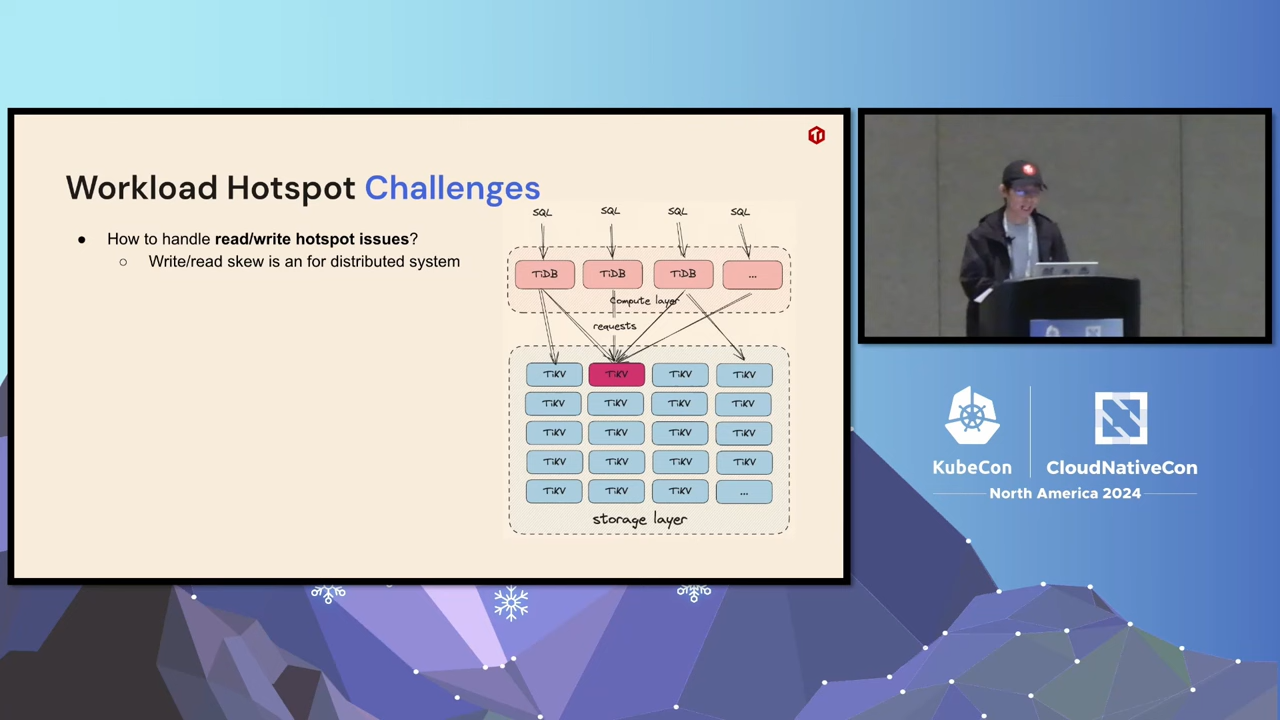 Workload Hotspot Challenges
● How to handle read/write hotspot issues?
○ Write/read skew is an for distributed system
SQL SQL SQL SQL
TiDB TiDB TiDB ...
Compute layer
requests
TiKV TiKV TiKV TiKV
TiKV TiKV TiKV TiKV
TiKV TiKV TiKV TiKV
TiKV TiKV TiKV TiKV
TiKV TiKV TiKV ...
storage layer
KubeCon CloudNativeCon
North America 2024